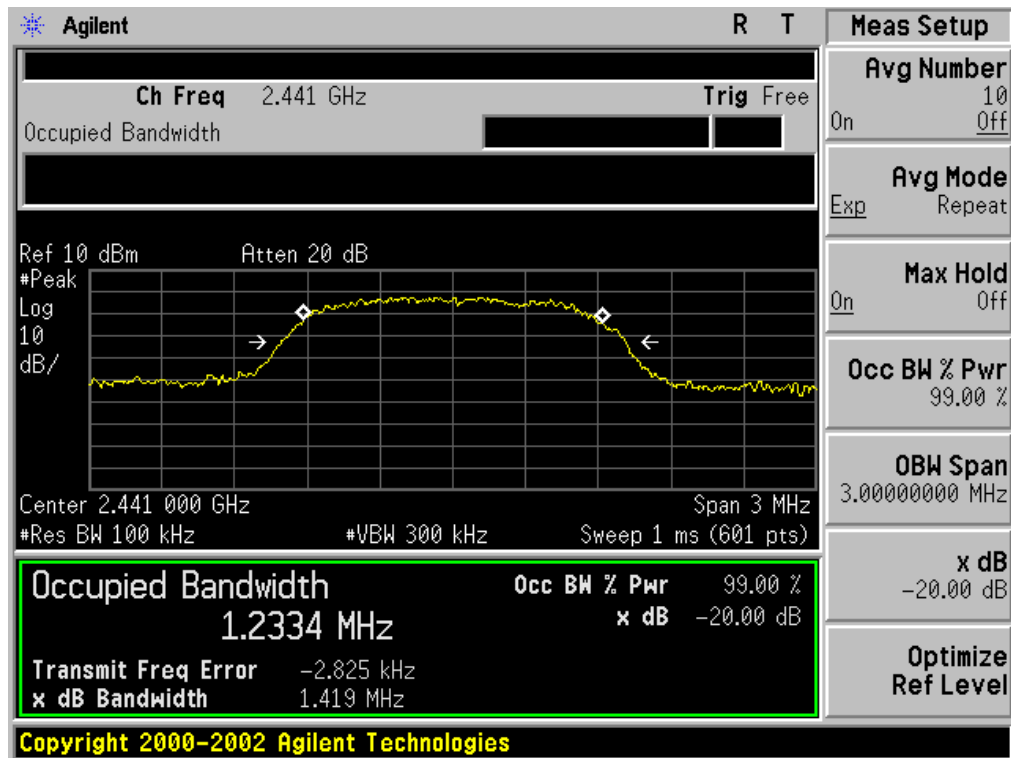 Agilent R T
Ch Freq 2.441 GHz Trig Free
Occupied Bandwidth
Ref 10 dBm Atten 20 dB
#Peak
Log
10
dB/
Center 2.441 000 GHz Span 3 MHz
#Res BW 100 kHz #VBW 300 kHz Sweep 1 ms (601 pts)
Occupied Bandwidth
1.2334 MHz
Occ BW % Pwr 99.00 %
x dB -20.00 dB
Transmit Freq Error -2.825 kHz
x dB Bandwidth 1.419 MHz
Copyright 2000-2002 Agilent Technologies
Meas Setup
Avg Number
10
On Off
Avg Mode
Exp Repeat
Max Hold
On Off
Occ BW % Pwr
99.00 %
OBW Span
3.00000000 MHz
x dB
-20.00 dB
Optimize
Ref Level